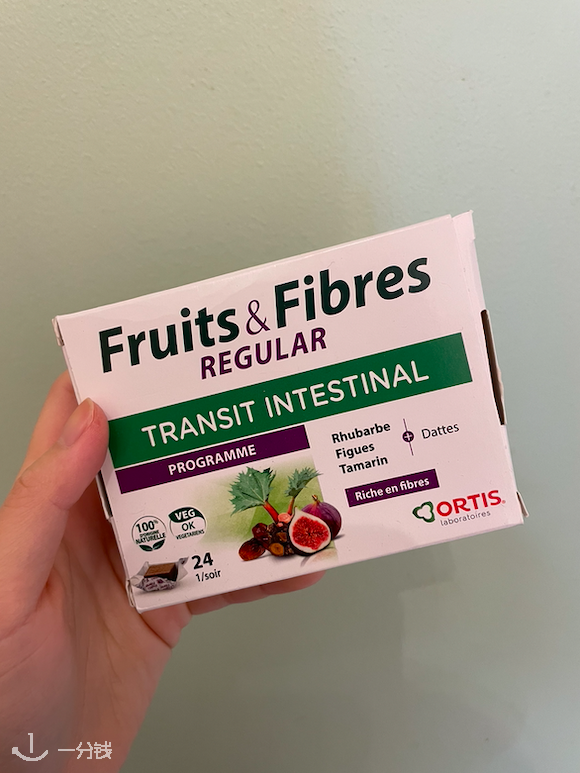 Fruits & Fibres
REGULAR
TRANSIT INTESTINAL
PROGRAMME
Rhubarbe
Figues
Tamarin
+ Dattes
Riche en fibres
100%
D'ORIGINE
NATURELLE
VEG
OK
VEGETARIENS
24
1/soir
ORTIS®
laboratoires
一分钱